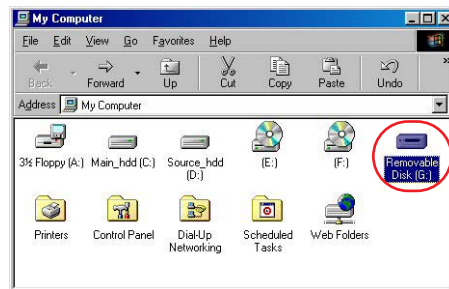 My Computer
File Edit View Go Favorites Help
Back Forward Up Cut Copy Paste Undo »
Address My Computer
3½ Floppy (A:) Main_hdd (C:) Source_hdd (D:) (E:) (F:) Removable Disk (G:)
Printers Control Panel Dial-Up Networking Scheduled Tasks Web Folders